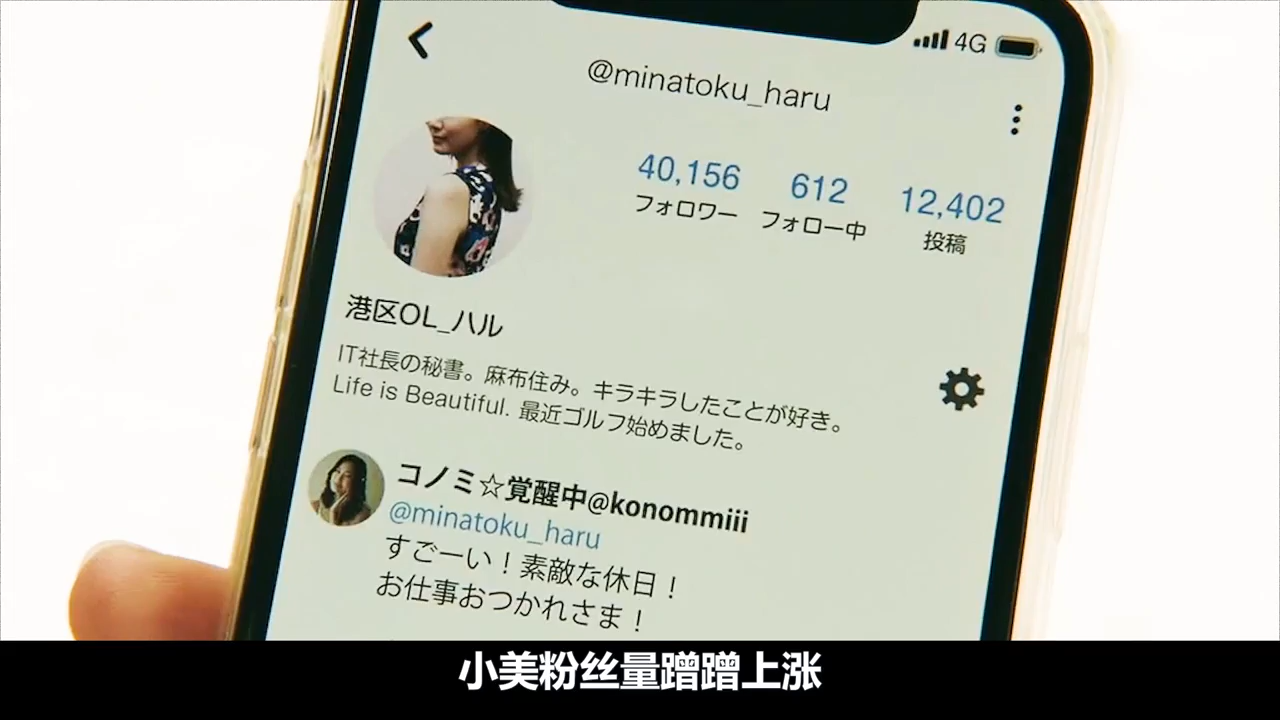 4G
@minatoku_haru
40,156 612 12,402
フォロワー フォロー中 投稿
港区OL_ハル
IT社長の秘書。麻布住み。キラキラしたことが好き。
Life is Beautiful. 最近ゴルフ始めました。
コノミ☆覚醒中@konommiii
@minatoku_haru
すごーい！素敵な休日！
お仕事おつかれさま！
小美粉丝量蹭蹭上涨